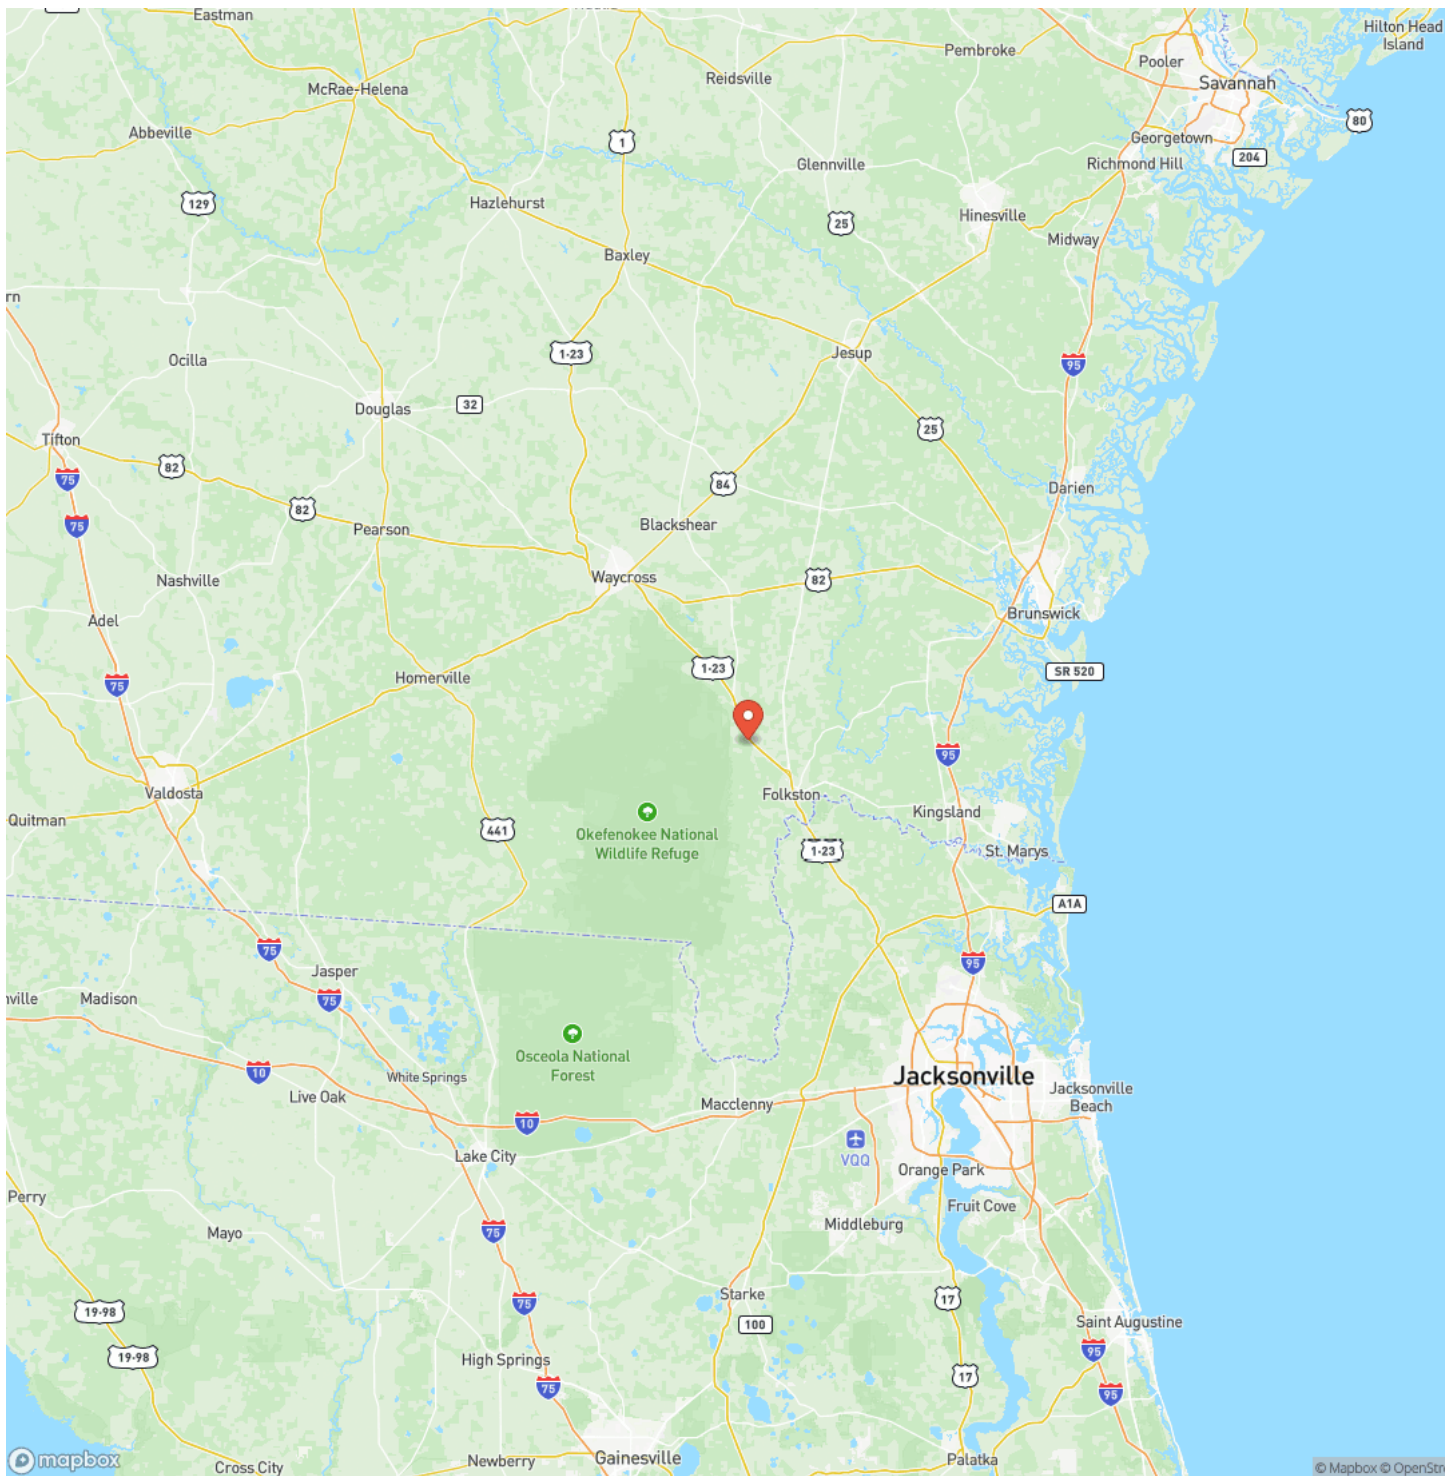 Eastman
Hilton Head
Island
Pembroke
Pooler
Reidsville
Savannah
McRae-Helena
80
Abbeville
1
Georgetown
204
Glennville
Richmond Hill
129
Hazlehurst
25
Hinesville
Midway
Baxley
rn
1-23
Jesup
Ocilla
95
32
Douglas
25
Tifton
82
75
84
Darien
82
75
Blackshear
Pearson
Waycross
82
Nashville
Brunswick
Adel
1-23
SR 520
75
Homerville
95
Valdosta
Folkston
Kingsland
Quitman
441
Okefenokee National
Wildlife Refuge
1-23
St. Marys
A1A
75
95
Jasper
nville
Madison
75
Osceola National
Forest
10
White Springs
Jacksonville
Live Oak
Jacksonville
Beach
Macclenny
10
VQQ
Lake City
Orange Park
Perry
Fruit Cove
Mayo
75
Middleburg
Starke
17
75
19-98
100
Saint Augustine
19-98
High Springs
95
75
17
95
mapbox
Newberry
Gainesville
Palatka
Cross City
© Mapbox © OpenStr